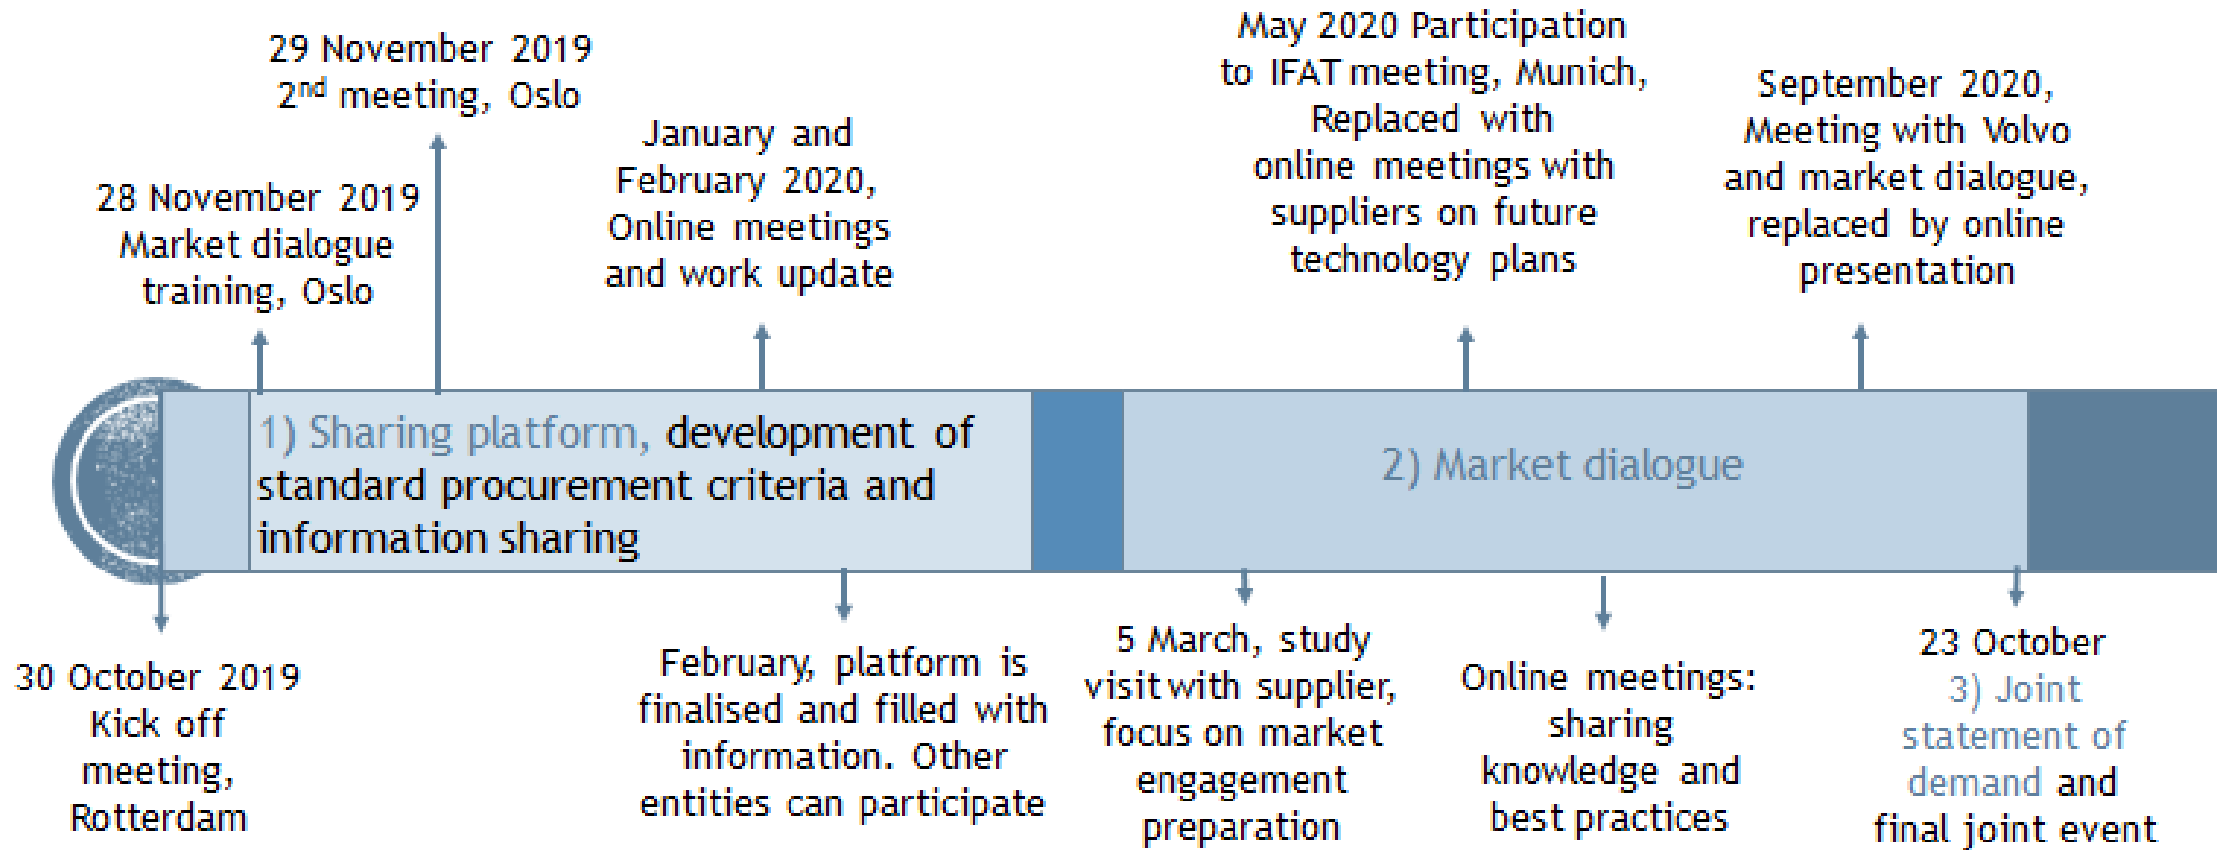 29 November 2019
2nd meeting, Oslo
28 November 2019
Market dialogue
training, Oslo
January and
February 2020,
Online meetings
and work update
May 2020 Participation
to IFAT meeting, Munich,
Replaced with
online meetings with
suppliers on future
technology plans
September 2020,
Meeting with Volvo
and market dialogue,
replaced by online
presentation
1) Sharing platform, development of
standard procurement criteria and
information sharing
2) Market dialogue
30 October 2019
Kick off
meeting,
Rotterdam
February, platform is
finalised and filled with
information. Other
entities can participate
5 March, study
visit with supplier,
focus on market
engagement
preparation
Online meetings:
sharing
knowledge and
best practices
23 October
3) Joint
statement of
demand and
final joint event